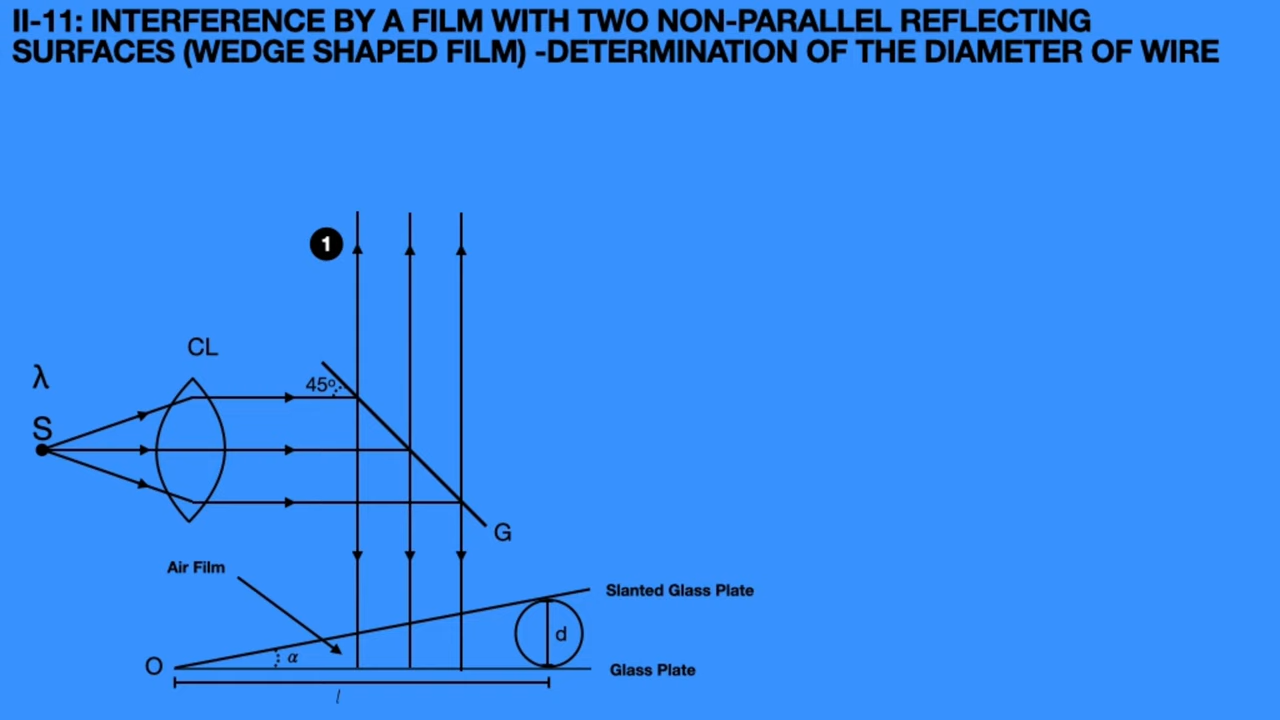 II-11: INTERFERENCE BY A FILM WITH TWO NON-PARALLEL REFLECTING
SURFACES (WEDGE SHAPED FILM) -DETERMINATION OF THE DIAMETER OF WIRE
1
CL
λ
45º
S
G
Air Film
Slanted Glass Plate
d
O
α
Glass Plate
l